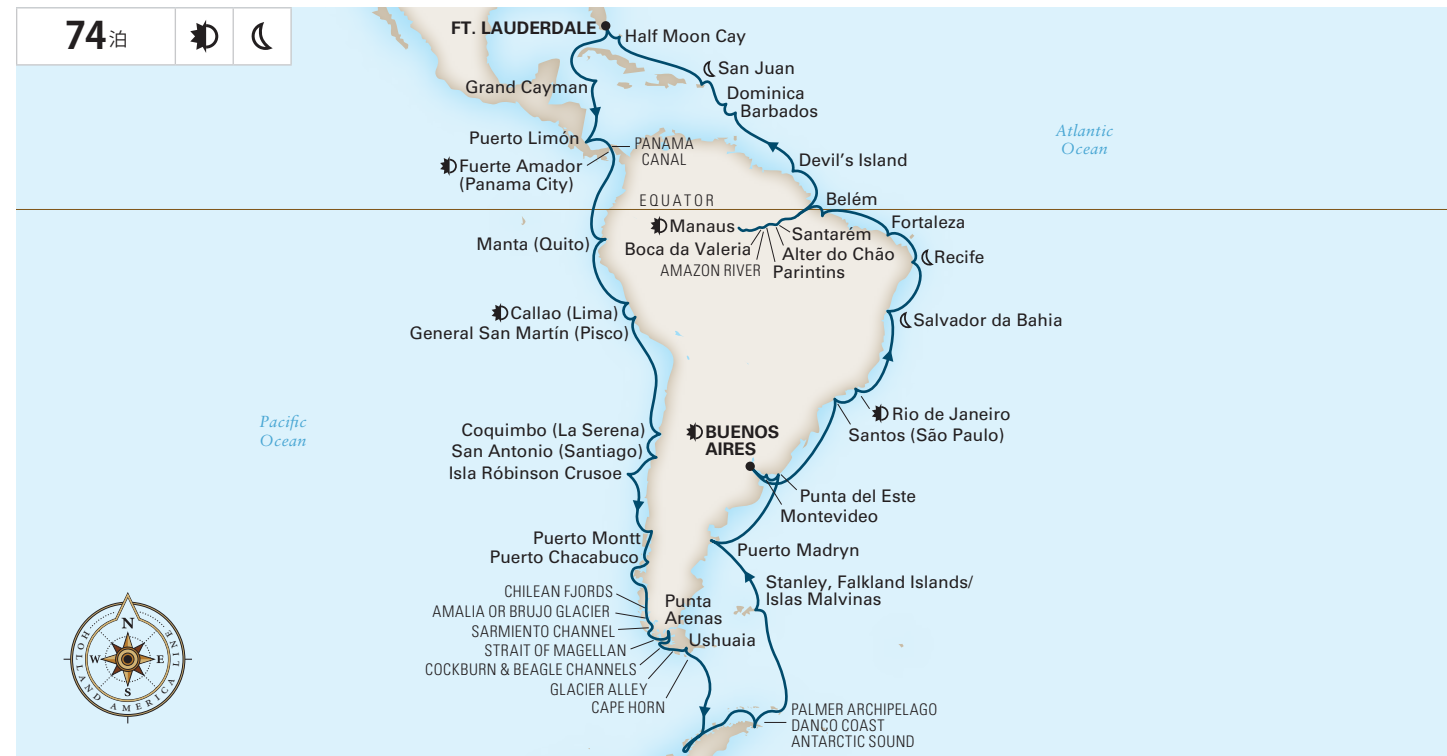 74泊
FT. LAUDERDALE
Half Moon Cay
San Juan
Grand Cayman
Dominica
Barbados
Atlantic
Ocean
Puerto Limón
PANAMA
CANAL
Fuerte Amador
(Panama City)
Devil's Island
EQUATOR
Belém
Manaus
Fortaleza
Santarém
Manta (Quito)
Boca da Valeria
Alter do Chão
Recife
AMAZON RIVER
Parintins
Callao (Lima)
Salvador da Bahia
General San Martín (Pisco)
Pacific
Ocean
Rio de Janeiro
Coquimbo (La Serena)
BUENOS
AIRES
Santos (São Paulo)
San Antonio (Santiago)
Isla Róbinson Crusoe
Punta del Este
Montevideo
Puerto Montt
Puerto Madryn
Puerto Chacabuco
Stanley, Falkland Islands/
Islas Malvinas
CHILEAN FJORDS
Punta
Arenas
AMALIA OR BRUJO GLACIER
SARMIENTO CHANNEL
Ushuaia
STRAIT OF MAGELLAN
COCKBURN & BEAGLE CHANNELS
GLACIER ALLEY
CAPE HORN
PALMER ARCHIPELAGO
DANCO COAST
ANTARCTIC SOUND
N
W
E
S
HOLLAND AMERICA LINE